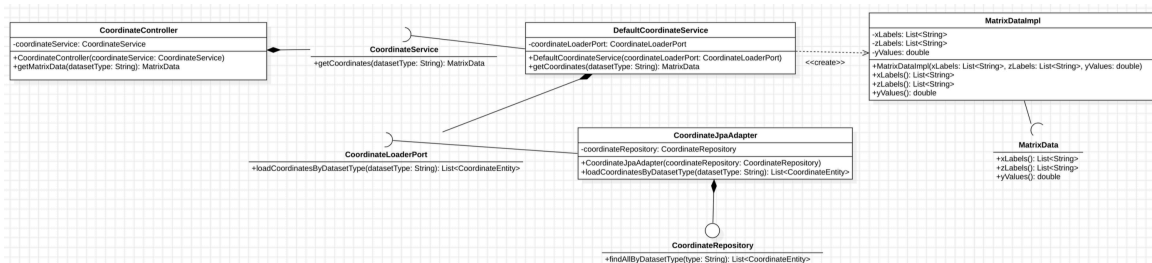 CoordinateController
-coordinateService: CoordinateService
+CoordinateController(coordinateService: CoordinateService)
+getMatrixData(datasetType: String): MatrixData
CoordinateService
+getCoordinates(datasetType: String): MatrixData
DefaultCoordinateService
-coordinateLoaderPort: CoordinateLoaderPort
+DefaultCoordinateService(coordinateLoaderPort: CoordinateLoaderPort)
+getCoordinates(datasetType: String): MatrixData
<<create>>
MatrixDataImpl
-xLabels: List<String>
-zLabels: List<String>
-yValues: double
+MatrixDataImpl(xLabels: List<String>, zLabels: List<String>, yValues: double)
+xLabels(): List<String>
+zLabels(): List<String>
+yValues(): double
CoordinateLoaderPort
+loadCoordinatesByDatasetType(datasetType: String): List<CoordinateEntity>
CoordinateJpaAdapter
-coordinateRepository: CoordinateRepository
+CoordinateJpaAdapter(coordinateRepository: CoordinateRepository)
+loadCoordinatesByDatasetType(datasetType: String): List<CoordinateEntity>
MatrixData
+xLabels(): List<String>
+zLabels(): List<String>
+yValues(): double
CoordinateRepository
+findAllByDatasetType(type: String): List<CoordinateEntity>